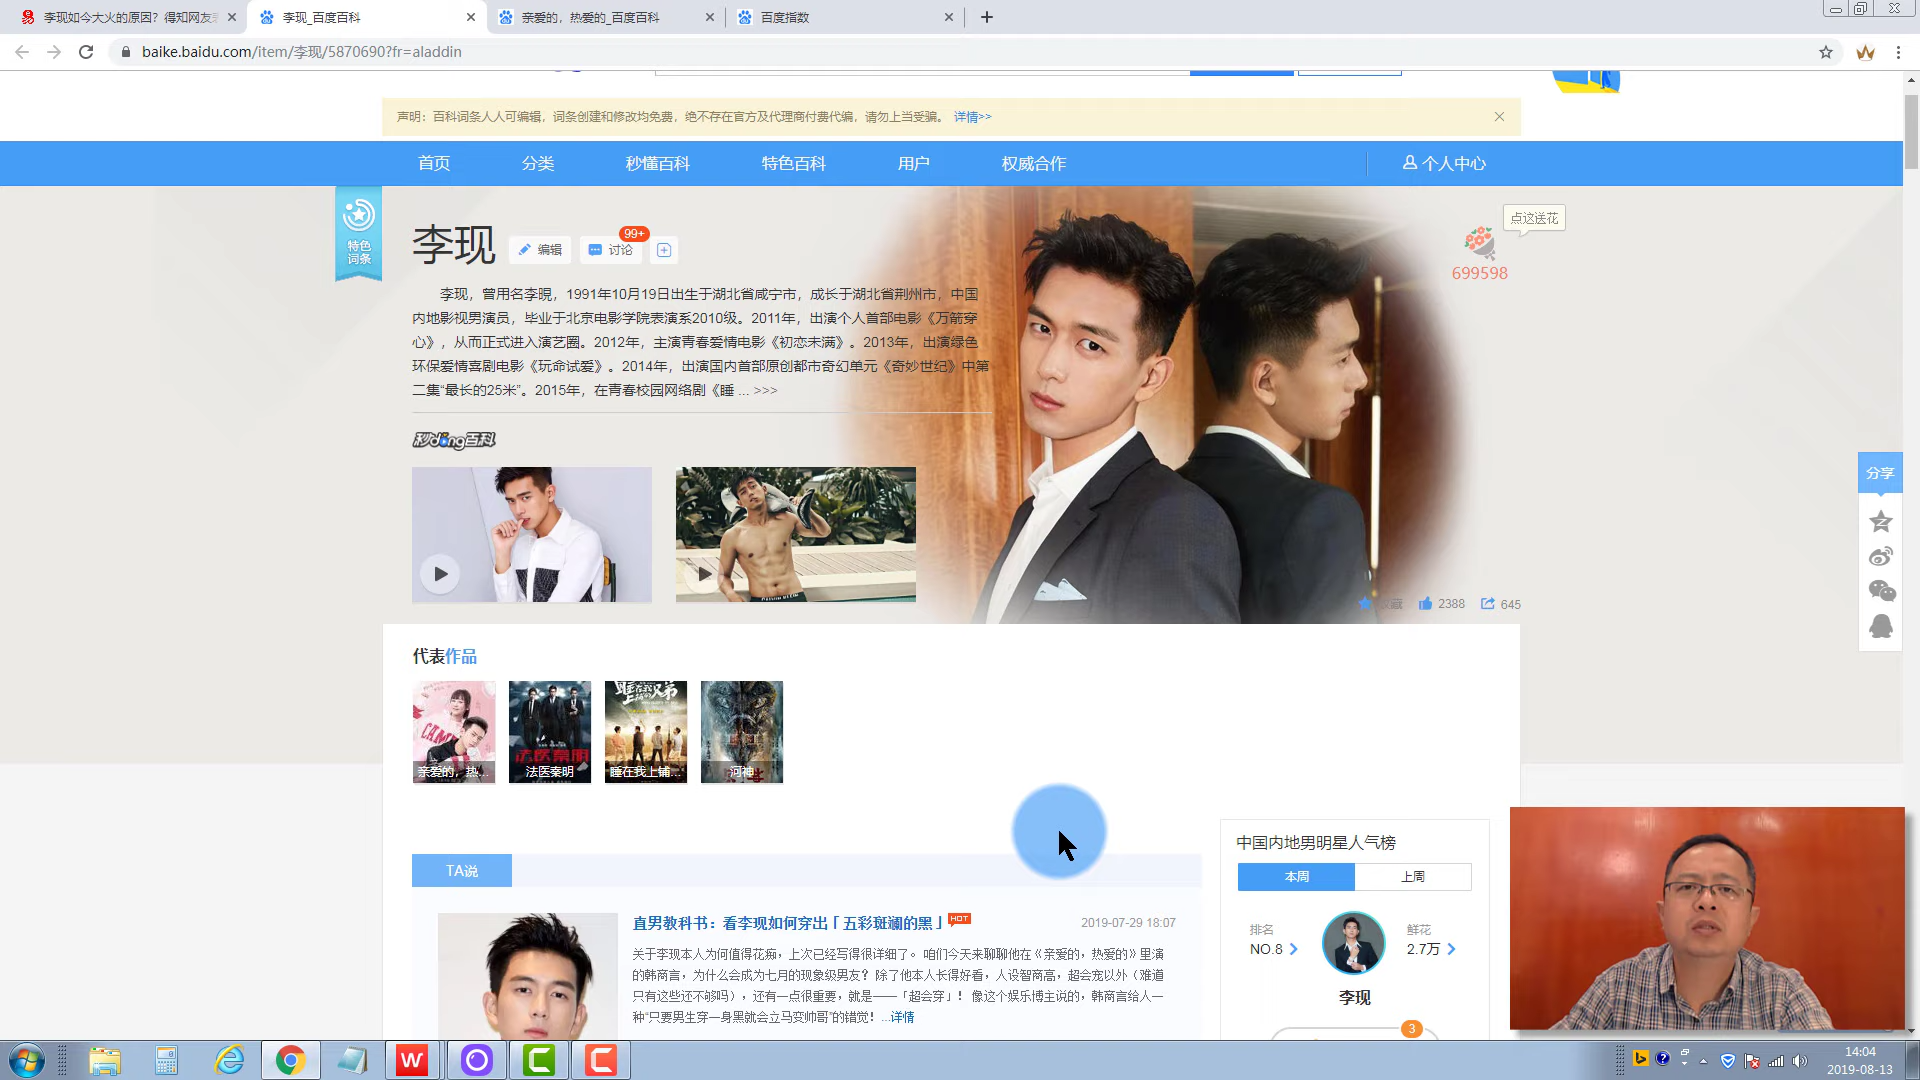 李现如今大火的原因？得知网友
李现_百度百科
亲爱的，热爱的_百度百科
百度指数
baike.baidu.com/item/李现/5870690?fr=aladdin
声明：百科词条人人可编辑，词条创建和修改均免费，绝不存在官方及代理商付费代编，请勿上当受骗。 详情>>
首页 分类 秒懂百科 特色百科 用户 权威合作 个人中心
特色
词条
李现 编辑 讨论 99+
点这送花
699598
李现，曾用名李晛，1991年10月19日出生于湖北省咸宁市，成长于湖北省荆州市，中国
内地影视男演员，毕业于北京电影学院表演系2010级。2011年，出演个人首部电影《万箭穿
心》，从而正式进入演艺圈。2012年，主演青春爱情电影《初恋未满》。2013年，出演绿色
环保爱情喜剧电影《玩命试爱》。2014年，出演国内首部原创都市奇幻单元《奇妙世纪》中第
二集“最长的25米”。2015年，在青春校园网络剧《睡 ... >>>
秒dong百科
分享
收藏 2388 645
代表作品
亲爱的，热...
法医秦明
睡在我上铺...
河神
TA说
直男教科书：看李现如何穿出「五彩斑斓的黑」 HOT
2019-07-29 18:07
关于李现本人为何值得花痴，上次已经写得很详细了。 咱们今天来聊聊他在《亲爱的，热爱的》里演
的韩商言，为什么会成为七月的现象级男友？ 除了他本人长得好看，人设智商高，超会宠以外（难道
只有这些还不够吗），还有一点很重要，就是——「超会穿」！ 像这个娱乐博主说的，韩商言给人一
种“只要男生穿一身黑就会立马变帅哥”的错觉！...详情
中国内地男明星人气榜
本周 上周
排名
NO.8
鲜花
2.7万
李现
3
14:04
2019-08-13